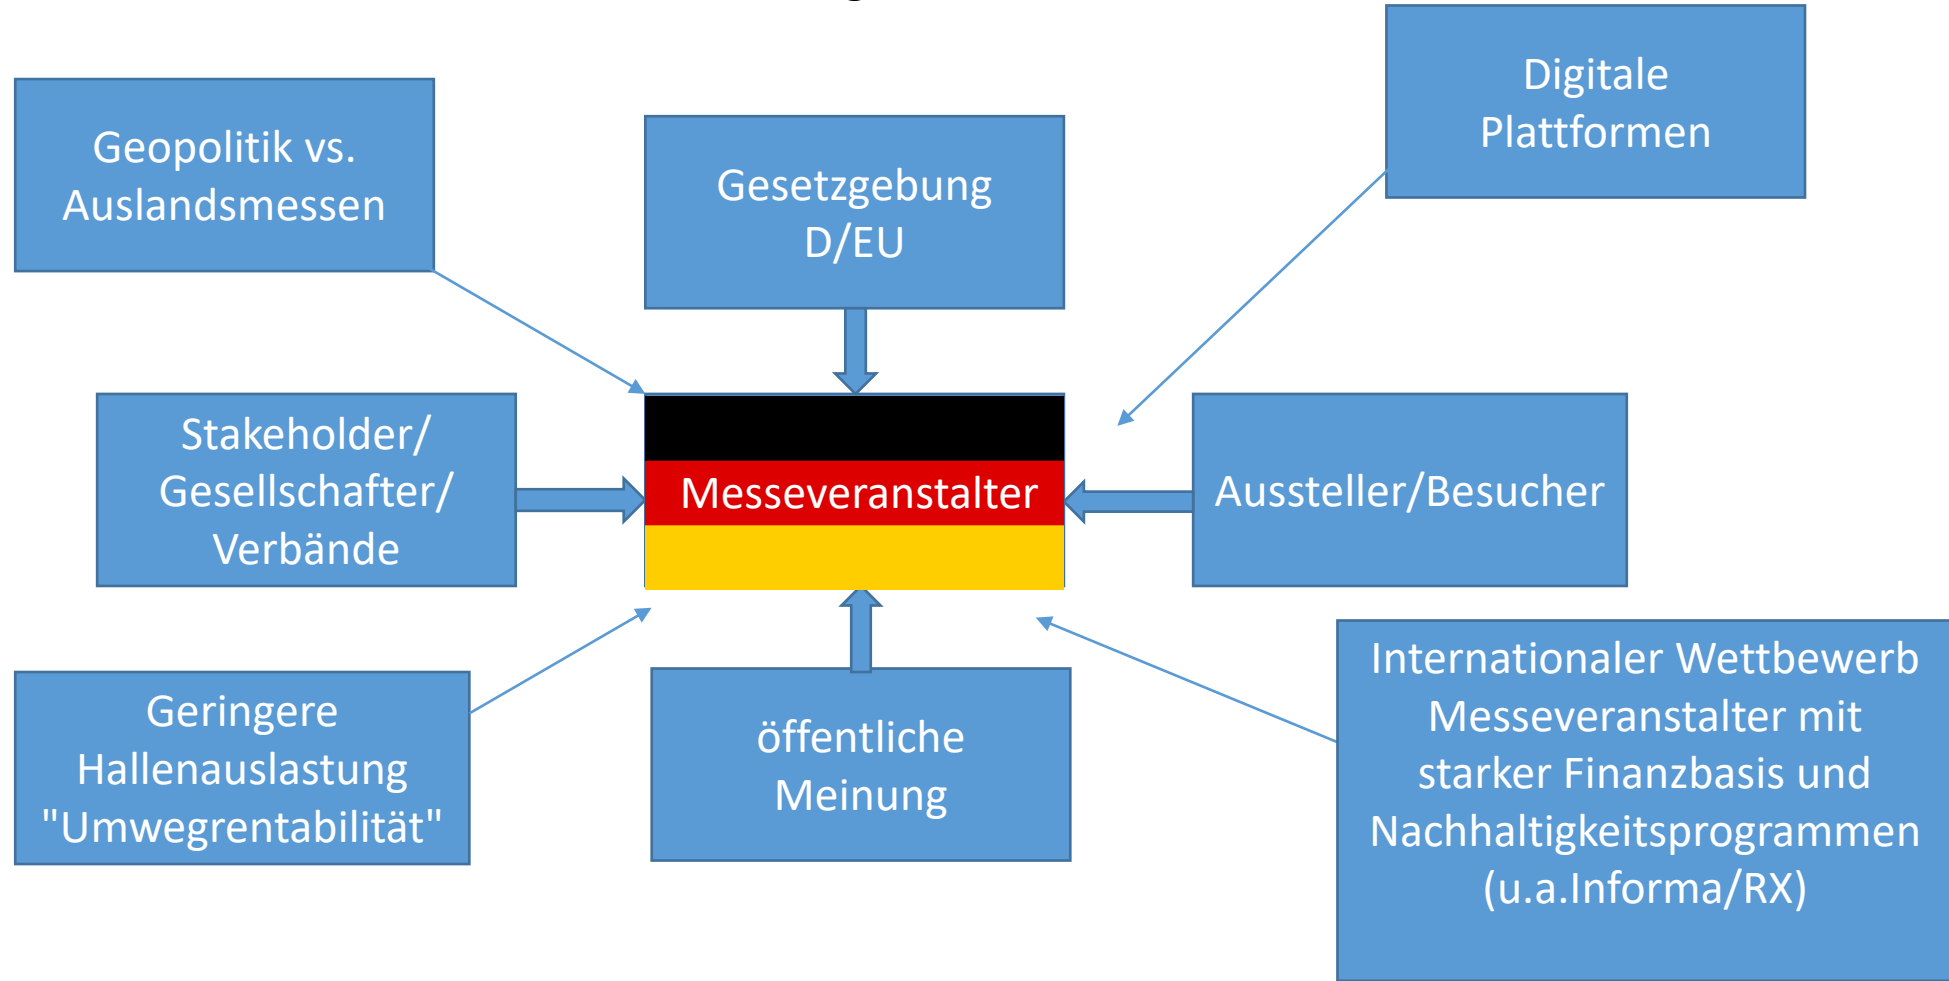 Geopolitik vs.
Auslandsmessen
Gesetzgebung
D/EU
Digitale
Plattformen
Stakeholder/
Gesellschafter/
Verbände
Messeveranstalter
Aussteller/Besucher
Geringere
Hallenauslastung
"Umwegrentabilität"
öffentliche
Meinung
Internationaler Wettbewerb
Messeveranstalter mit
starker Finanzbasis und
Nachhaltigkeitsprogrammen
(u.a.Informa/RX)